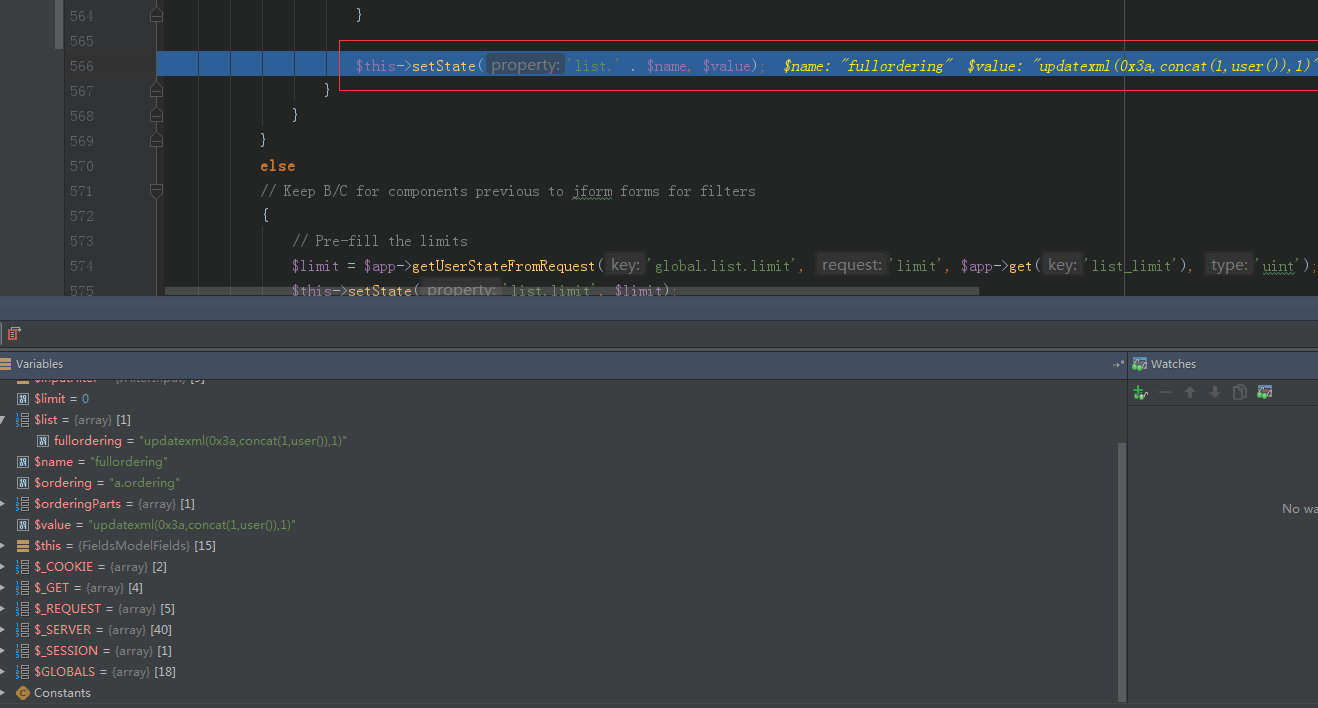 564 }
565
566 $this->setState( property: 'list.' . $name, $value); $name: "fullordering" $value: "updatexml(0x3a,concat(1,user()),1)"
567 }
568 }
569 }
570 else
571 // Keep B/C for components previous to jform forms for filters
572 {
573 // Pre-fill the limits
574 $limit = $app->getUserStateFromRequest( key: 'global.list.limit', request: 'limit', $app->get( key: 'list_limit'), type: 'uint');
575 $this->setState( property: 'list.limit', $limit);
Variables
Watches
$inputFilter = {JFilterInput} [9]
$limit = 0
$list = {array} [1]
fullordering = "updatexml(0x3a,concat(1,user()),1)"
$name = "fullordering"
$ordering = "a.ordering"
$orderingParts = {array} [1]
$value = "updatexml(0x3a,concat(1,user()),1)"
$this = {FieldsModelFields} [15]
$_COOKIE = {array} [2]
$_GET = {array} [4]
$_REQUEST = {array} [5]
$_SERVER = {array} [40]
$_SESSION = {array} [1]
$GLOBALS = {array} [18]
Constants
No wa